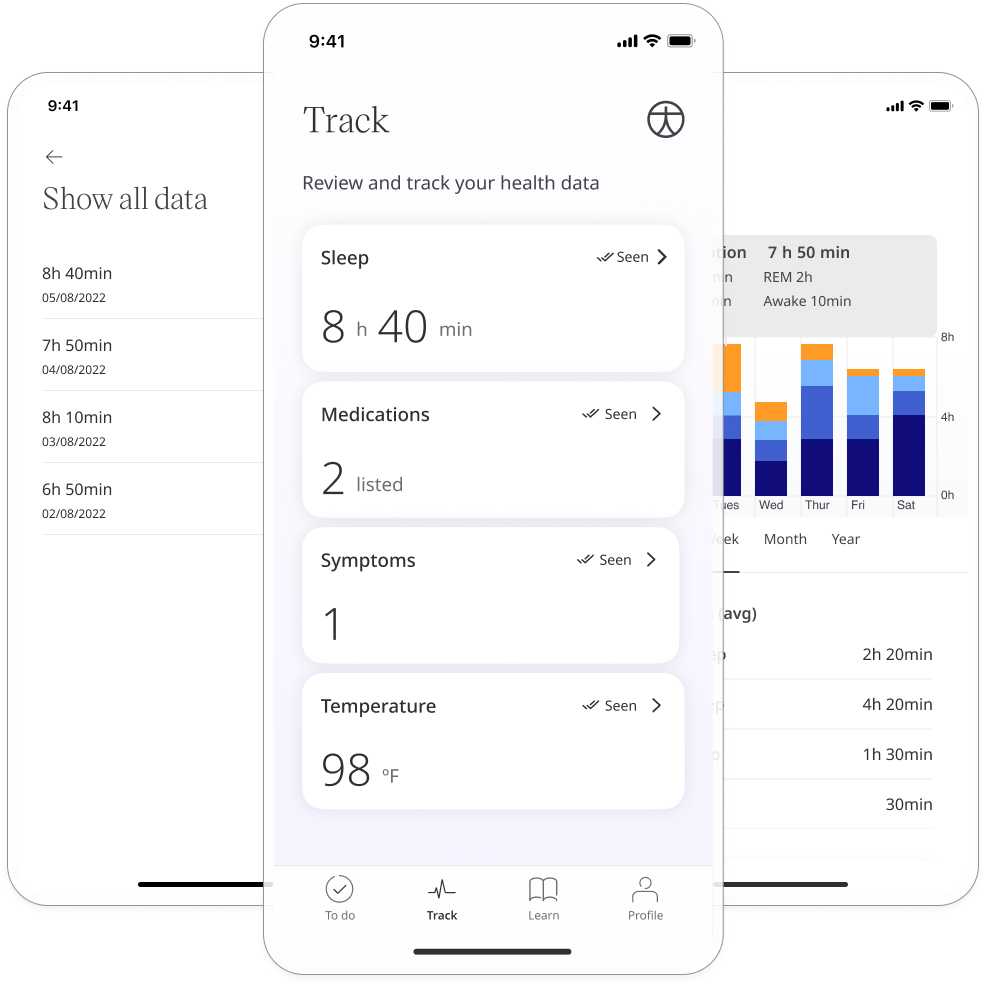 9:41
Show all data
8h 40min
05/08/2022
7h 50min
04/08/2022
8h 10min
03/08/2022
6h 50min
02/08/2022
9:41
Track
Review and track your health data
Sleep Seen
8 h 40 min
Medications Seen
2 listed
Symptoms Seen
1
Temperature Seen
98 ºF
To do Track Learn Profile
7 h 50 min
REM 2h
Awake 10min
8h
4h
0h
Tues Wed Thur Fri Sat
Week Month Year
(avg)
2h 20min
4h 20min
1h 30min
30min